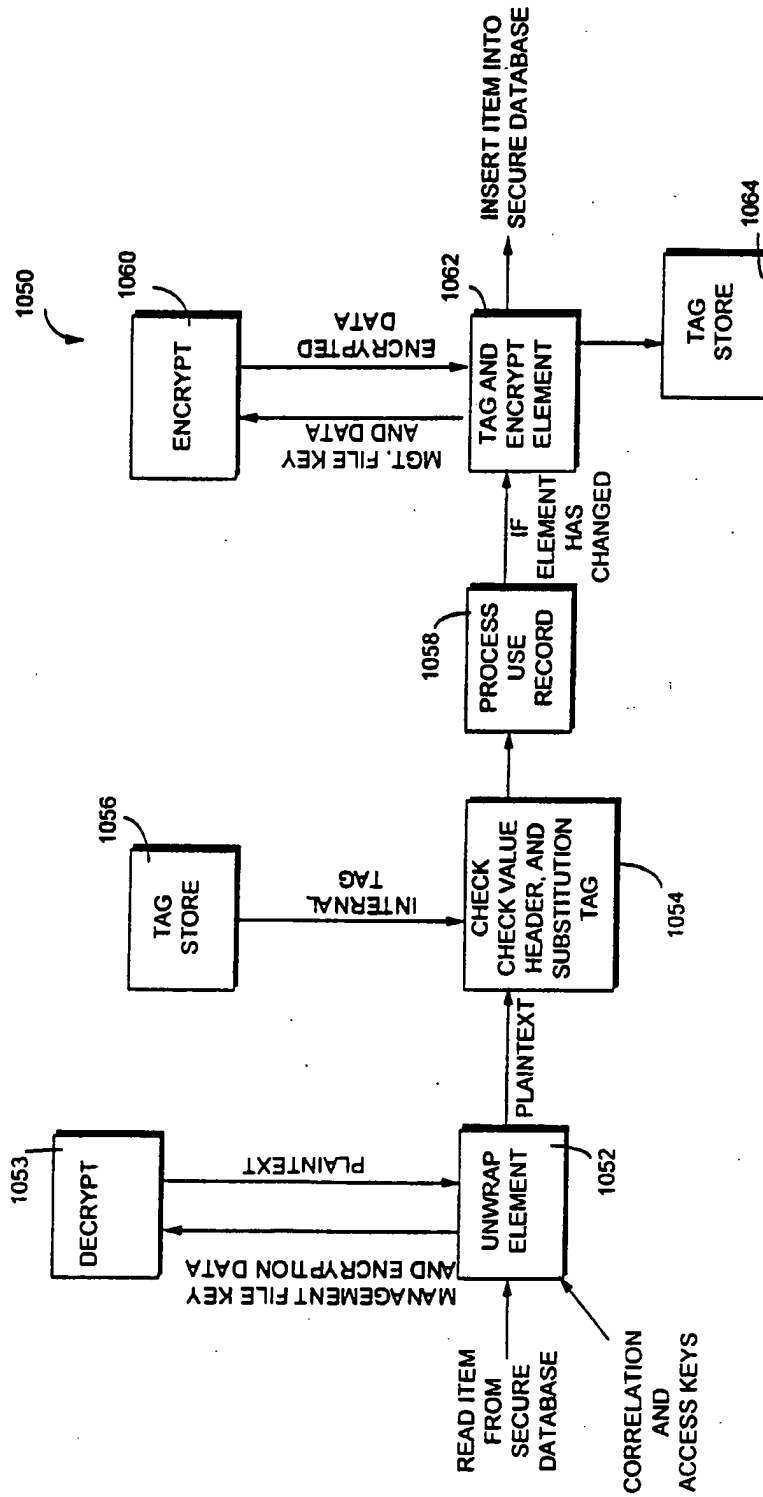 1050
1053
DECRYPT
MANAGEMENT FILE KEY
AND ENCRYPTION DATA
PLAINTEXT
READ ITEM
FROM
SECURE
DATABASE
CORRELATION
AND
ACCESS KEYS
UNWRAP
ELEMENT
1052
PLAINTEXT
1056
TAG
STORE
INTERNAL
TAG
CHECK
CHECK VALUE
HEADER, AND
SUBSTITUTION
TAG
1054
1058
PROCESS
USE
RECORD
IF
ELEMENT
HAS
CHANGED
1060
ENCRYPT
MGT. FILE KEY
AND DATA
ENCRYPTED
DATA
1062
TAG AND
ENCRYPT
ELEMENT
INSERT ITEM INTO
SECURE DATABASE
TAG
STORE
1064